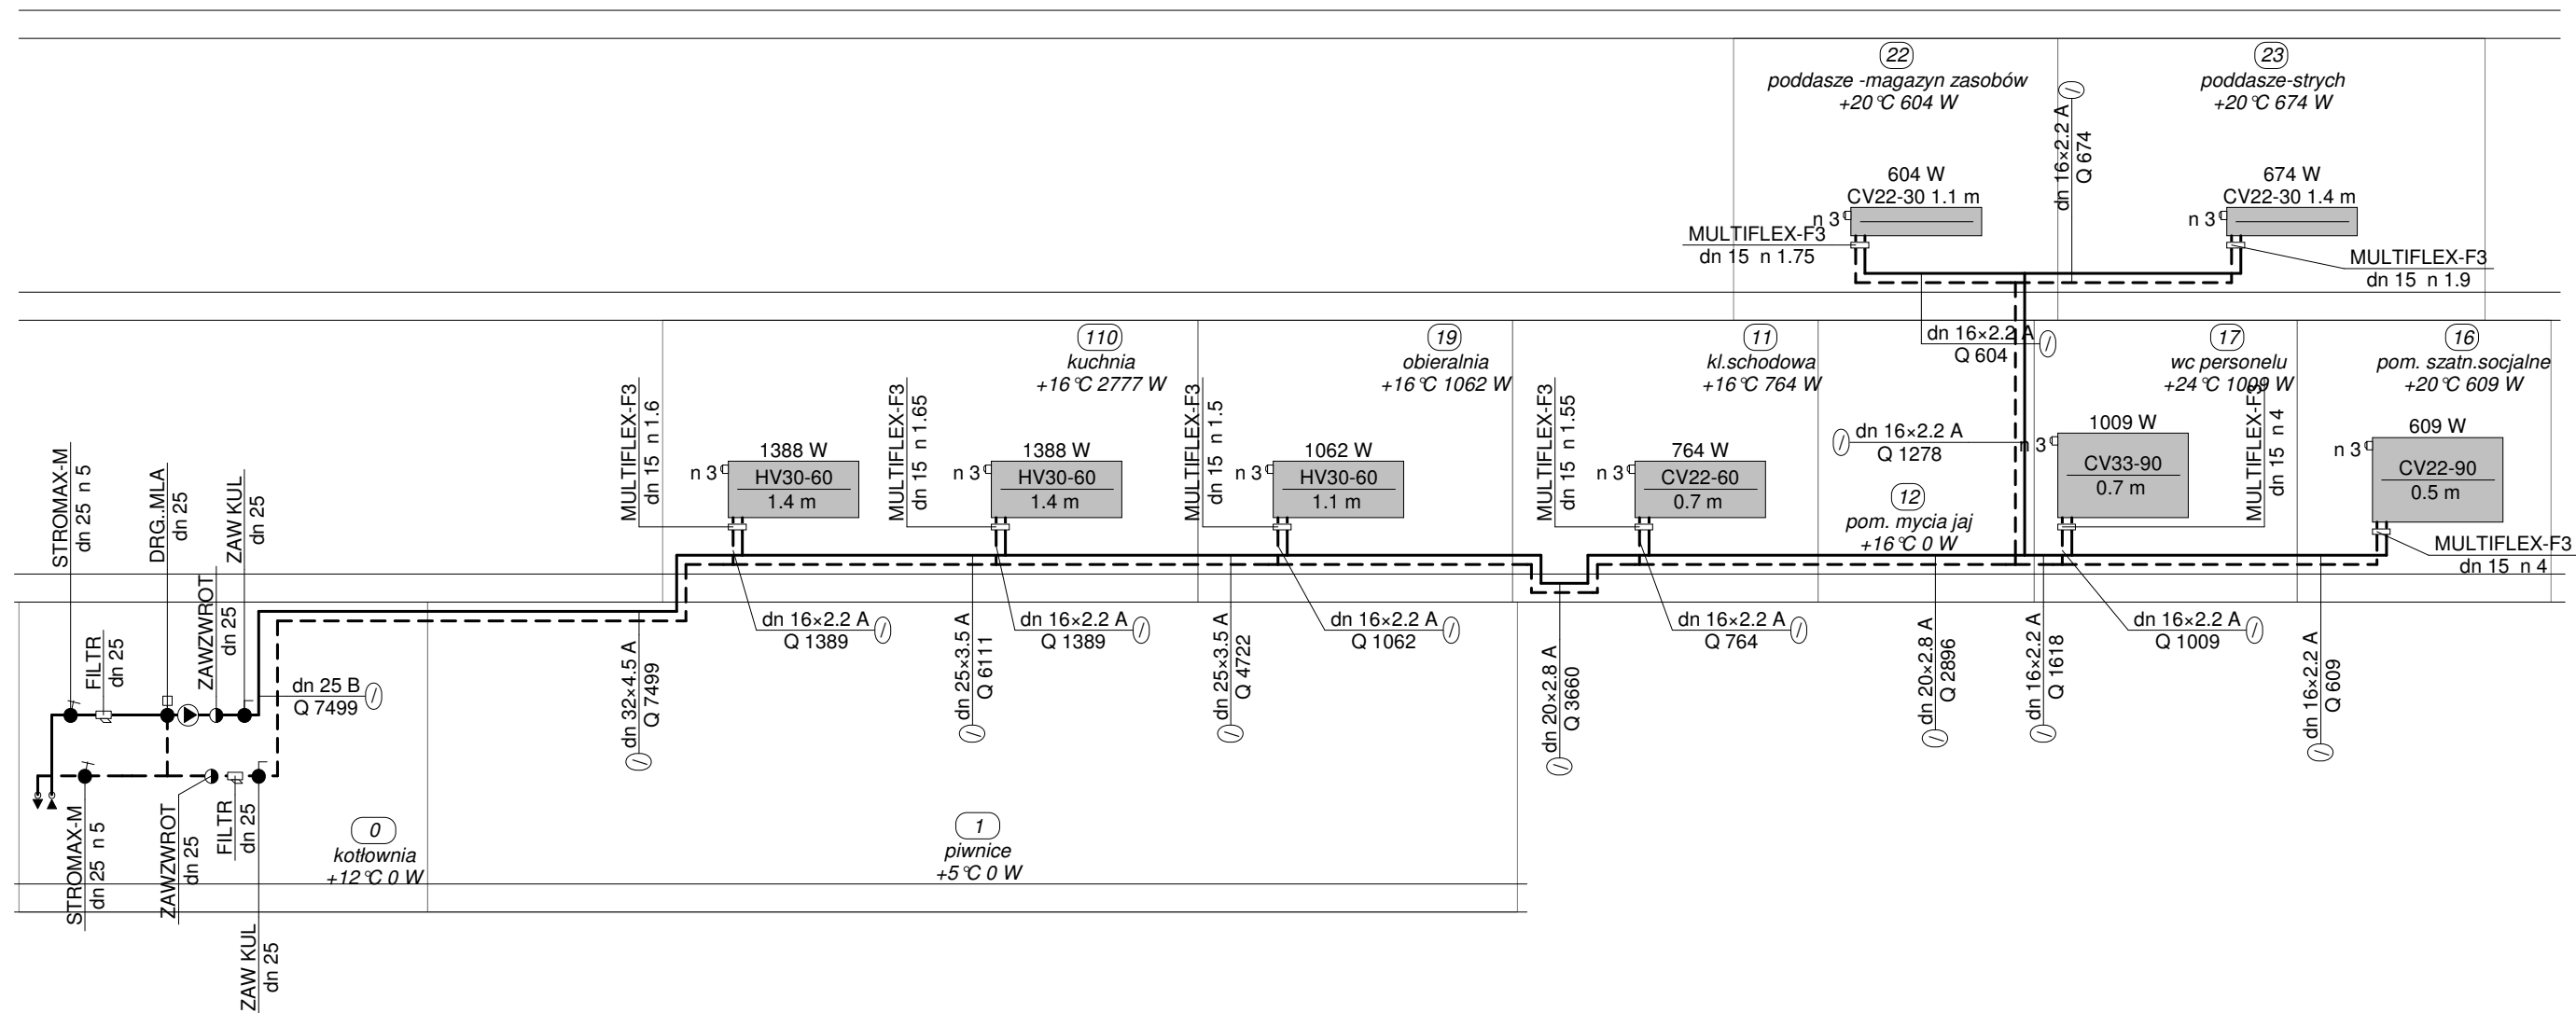 22
poddasze -magazyn zasobów
+20°C 604 W
23
poddasze-strych
+20°C 674 W
dn 16×2.2 A
Q 674
604 W
CV22-30 1.1 m
n 3
MULTIFLEX-F3
dn 15 n 1.75
674 W
CV22-30 1.4 m
n 3
MULTIFLEX-F3
dn 15 n 1.9
dn 16×2.2 A
Q 604
110
kuchnia
+16°C 2777 W
19
obieralnia
+16°C 1062 W
11
kl.schodowa
+16°C 764 W
17
wc personelu
+24°C 1009 W
16
pom. szatn.socjalne
+20°C 609 W
MULTIFLEX-F3
dn 15 n 1.6
1388 W
n 3
HV30-60
1.4 m
MULTIFLEX-F3
dn 15 n 1.65
1388 W
n 3
HV30-60
1.4 m
MULTIFLEX-F3
dn 15 n 1.5
1062 W
n 3
HV30-60
1.1 m
MULTIFLEX-F3
dn 15 n 1.55
764 W
n 3
CV22-60
0.7 m
dn 16×2.2 A
Q 1278
12
pom. mycia jaj
+16°C 0 W
1009 W
n 3
CV33-90
0.7 m
MULTIFLEX-F3
dn 15 n 4
609 W
n 3
CV22-90
0.5 m
MULTIFLEX-F3
dn 15 n 4
STROMAX-M
dn 25 n 5
FILTR
dn 25
DRG..MLA
dn 25
ZAWZWROT
dn 25
ZAW KUL
dn 25
dn 25 B
Q 7499
dn 32×4.5 A
Q 7499
dn 16×2.2 A
Q 1389
dn 25×3.5 A
Q 6111
dn 16×2.2 A
Q 1389
dn 25×3.5 A
Q 4722
dn 16×2.2 A
Q 1062
dn 20×2.8 A
Q 3660
dn 16×2.2 A
Q 764
dn 20×2.8 A
Q 2896
dn 16×2.2 A
Q 1618
dn 16×2.2 A
Q 1009
dn 16×2.2 A
Q 609
STROMAX-M
dn 25 n 5
ZAWZWROT
dn 25
FILTR
dn 25
ZAW KUL
dn 25
0
kotłownia
+12°C 0 W
1
piwnice
+5°C 0 W